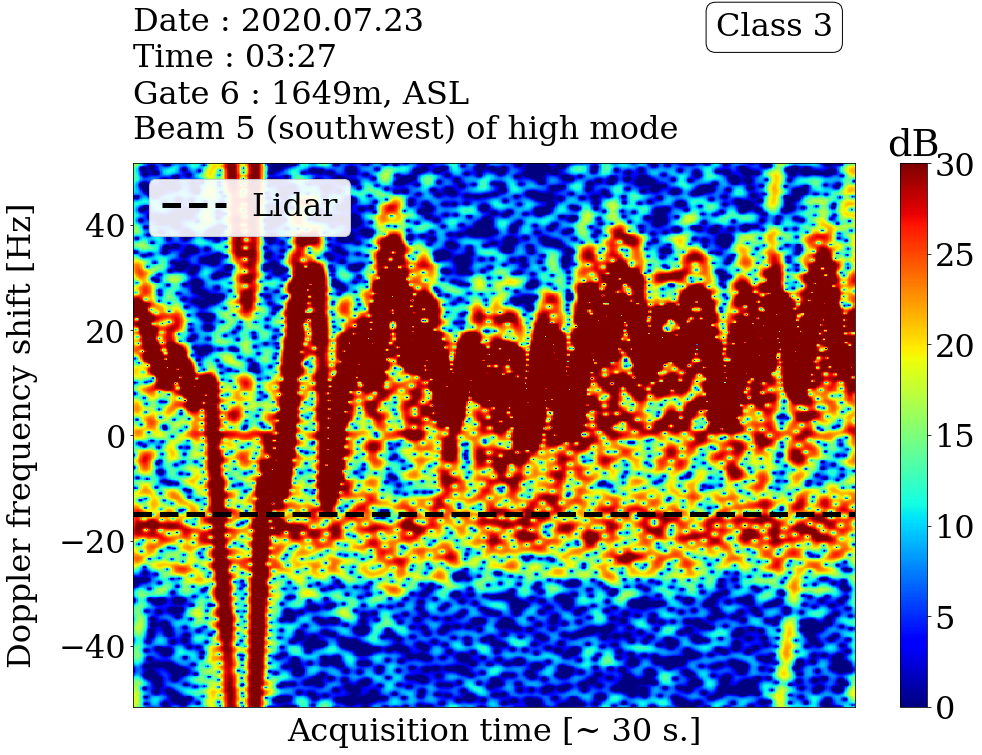 Date : 2020.07.23
Time : 03:27
Gate 6 : 1649m, ASL
Beam 5 (southwest) of high mode
Class 3
dB
Lidar
Doppler frequency shift [Hz]
40
20
0
−20
−40
Acquisition time [~ 30 s.]
30
25
20
15
10
5
0